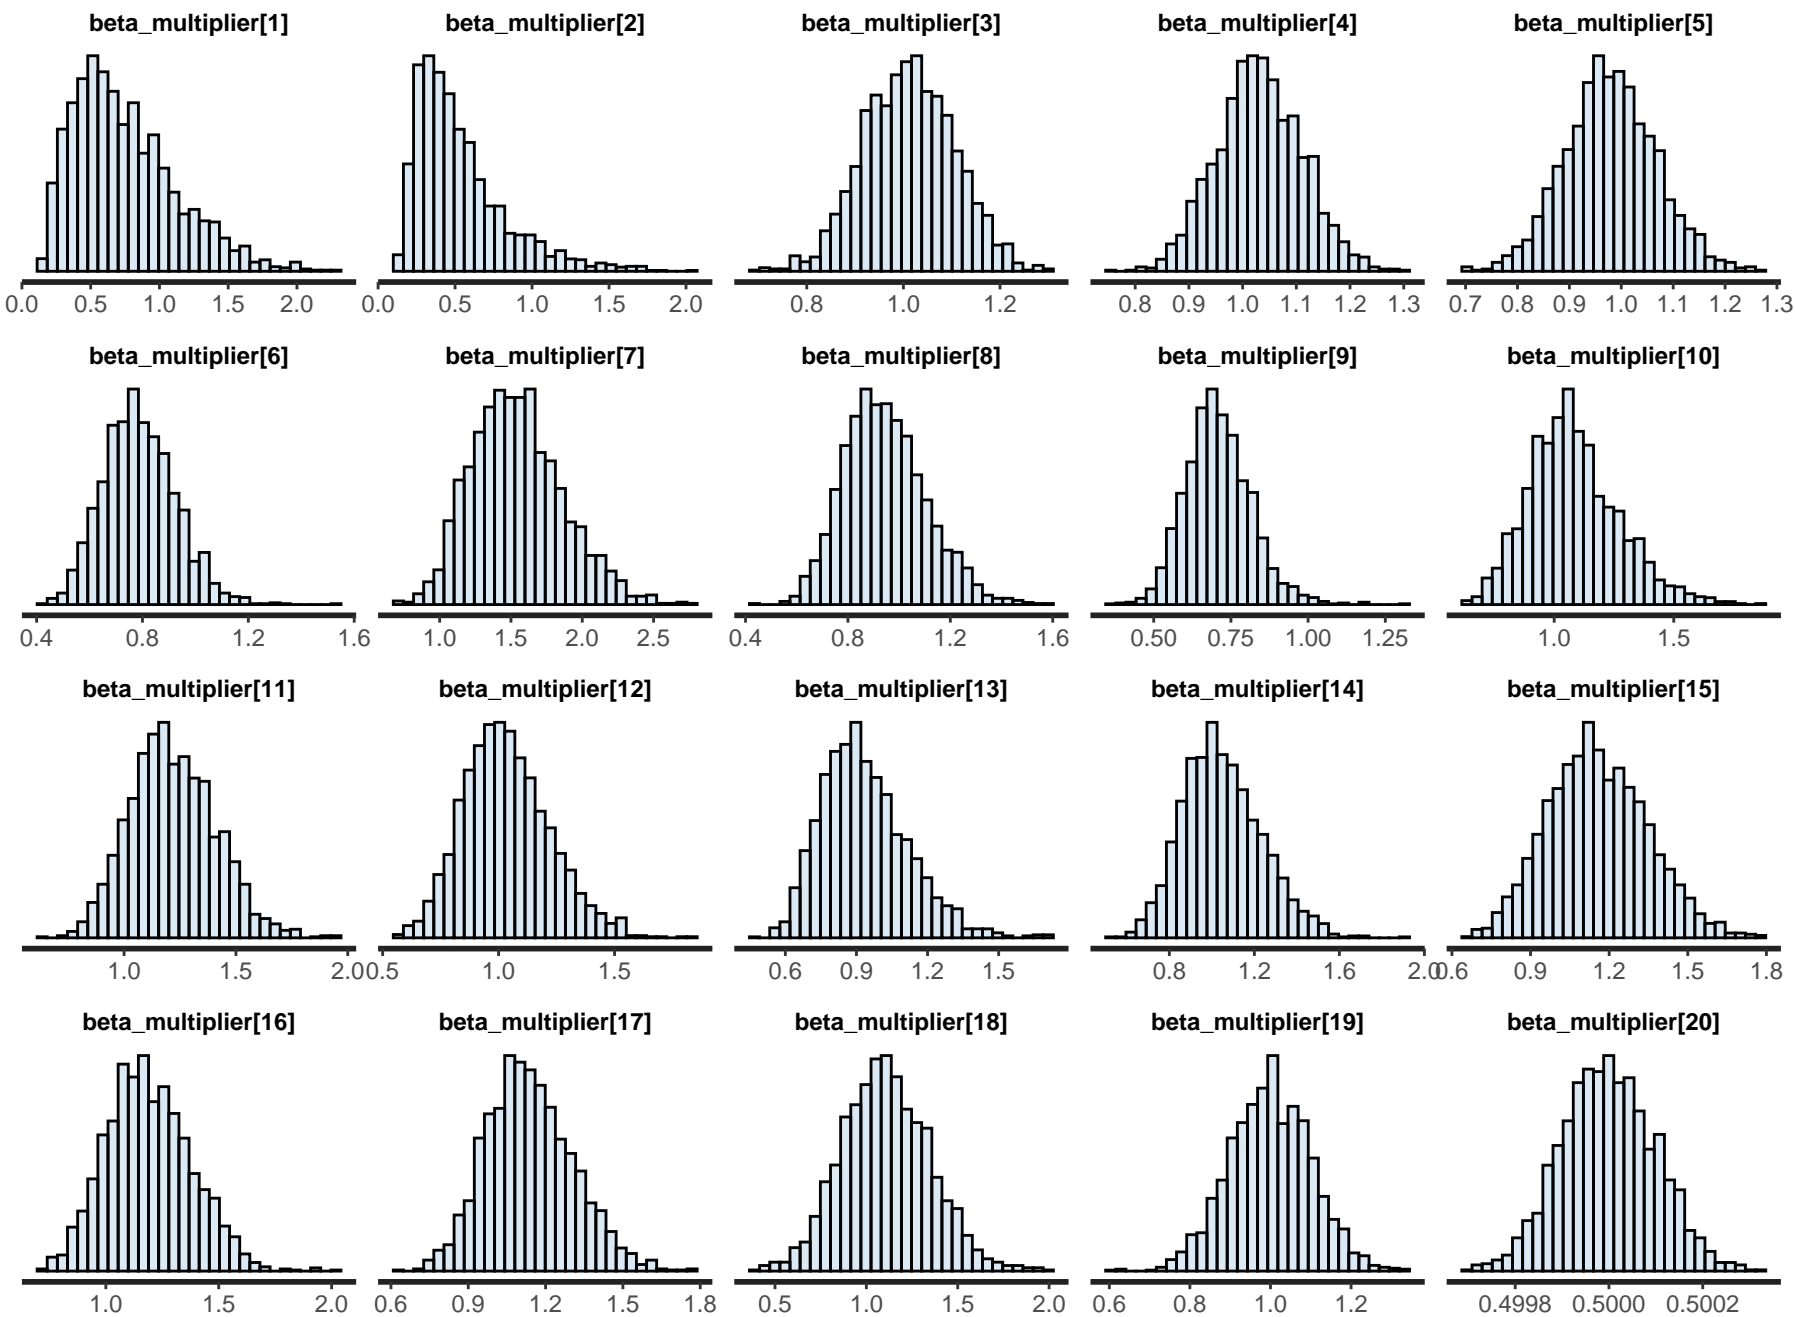 beta_multiplier[1] beta_multiplier[2] beta_multiplier[3] beta_multiplier[4] beta_multiplier[5]
0.0 0.5 1.0 1.5 2.0 0.0 0.5 1.0 1.5 2.0 0.8 1.0 1.2 0.8 0.9 1.0 1.1 1.2 1.3 0.7 0.8 0.9 1.0 1.1 1.2 1.3
beta_multiplier[6] beta_multiplier[7] beta_multiplier[8] beta_multiplier[9] beta_multiplier[10]
0.4 0.8 1.2 1.6 1.0 1.5 2.0 2.5 0.4 0.8 1.2 1.6 0.50 0.75 1.00 1.25 1.0 1.5
beta_multiplier[11] beta_multiplier[12] beta_multiplier[13] beta_multiplier[14] beta_multiplier[15]
1.0 1.5 2.0 0.5 1.0 1.5 0.6 0.9 1.2 1.5 0.8 1.2 1.6 2.0 0.6 0.9 1.2 1.5 1.8
beta_multiplier[16] beta_multiplier[17] beta_multiplier[18] beta_multiplier[19] beta_multiplier[20]
1.0 1.5 2.0 0.6 0.9 1.2 1.5 1.8 0.5 1.0 1.5 2.0 0.6 0.8 1.0 1.2 0.4998 0.5000 0.5002